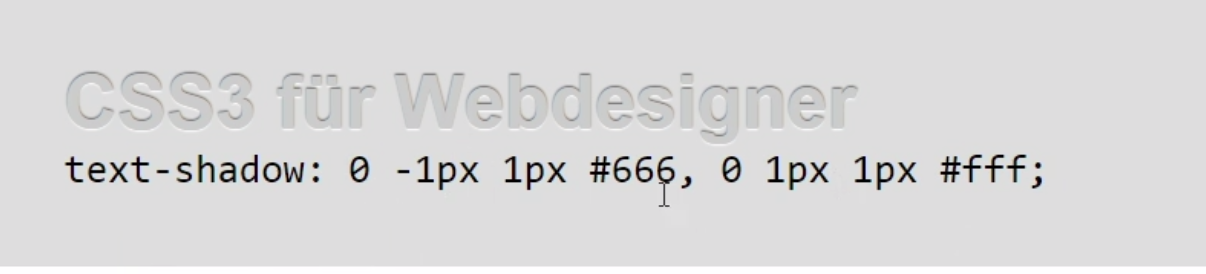 CSS3 für Webdesigner
text-shadow: 0 -1px 1px #666, 0 1px 1px #fff;